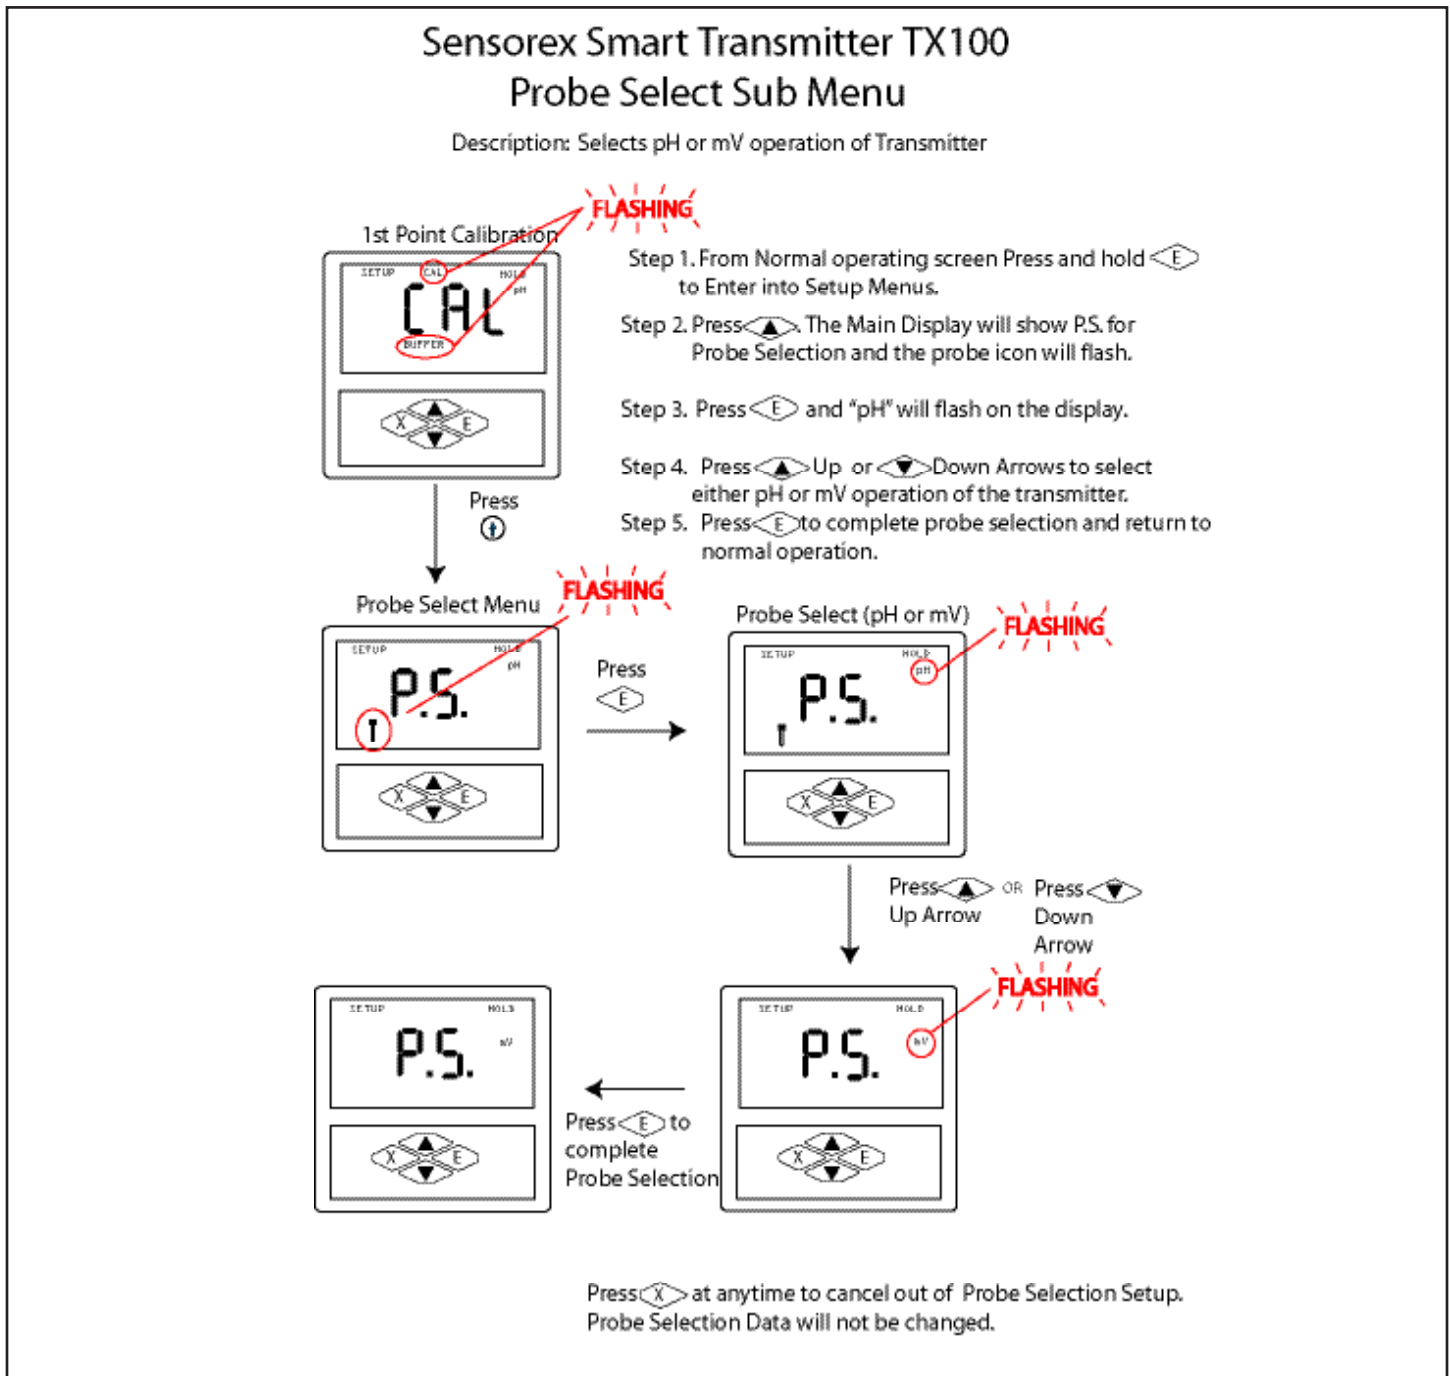 Sensorex Smart Transmitter TX100
Probe Select Sub Menu
Description: Selects pH or mV operation of Transmitter
FLASHING
1st Point Calibration
SETUP CAL HOLD
pH
CAL
BUFFER
X E
Step 1. From Normal operating screen Press and hold E
to Enter into Setup Menus.
Step 2. Press ▲. The Main Display will show P.S. for
Probe Selection and the probe icon will flash.
Step 3. Press E and "pH" will flash on the display.
Step 4. Press ▲ Up or ▼ Down Arrows to select
either pH or mV operation of the transmitter.
Step 5. Press E to complete probe selection and return to
normal operation.
Press
FLASHING
Probe Select Menu
SETUP HOLD
pH
P.S.
X E
Press
E
Probe Select (pH or mV)
FLASHING
SETUP HOLD
pH
P.S.
X E
Press ▲ OR Press ▼
Up Arrow Down
Arrow
FLASHING
SETUP HOLD
mV
P.S.
X E
Press E to
complete
Probe Selection
SETUP HOLD
mV
P.S.
X E
Press X at anytime to cancel out of Probe Selection Setup.
Probe Selection Data will not be changed.